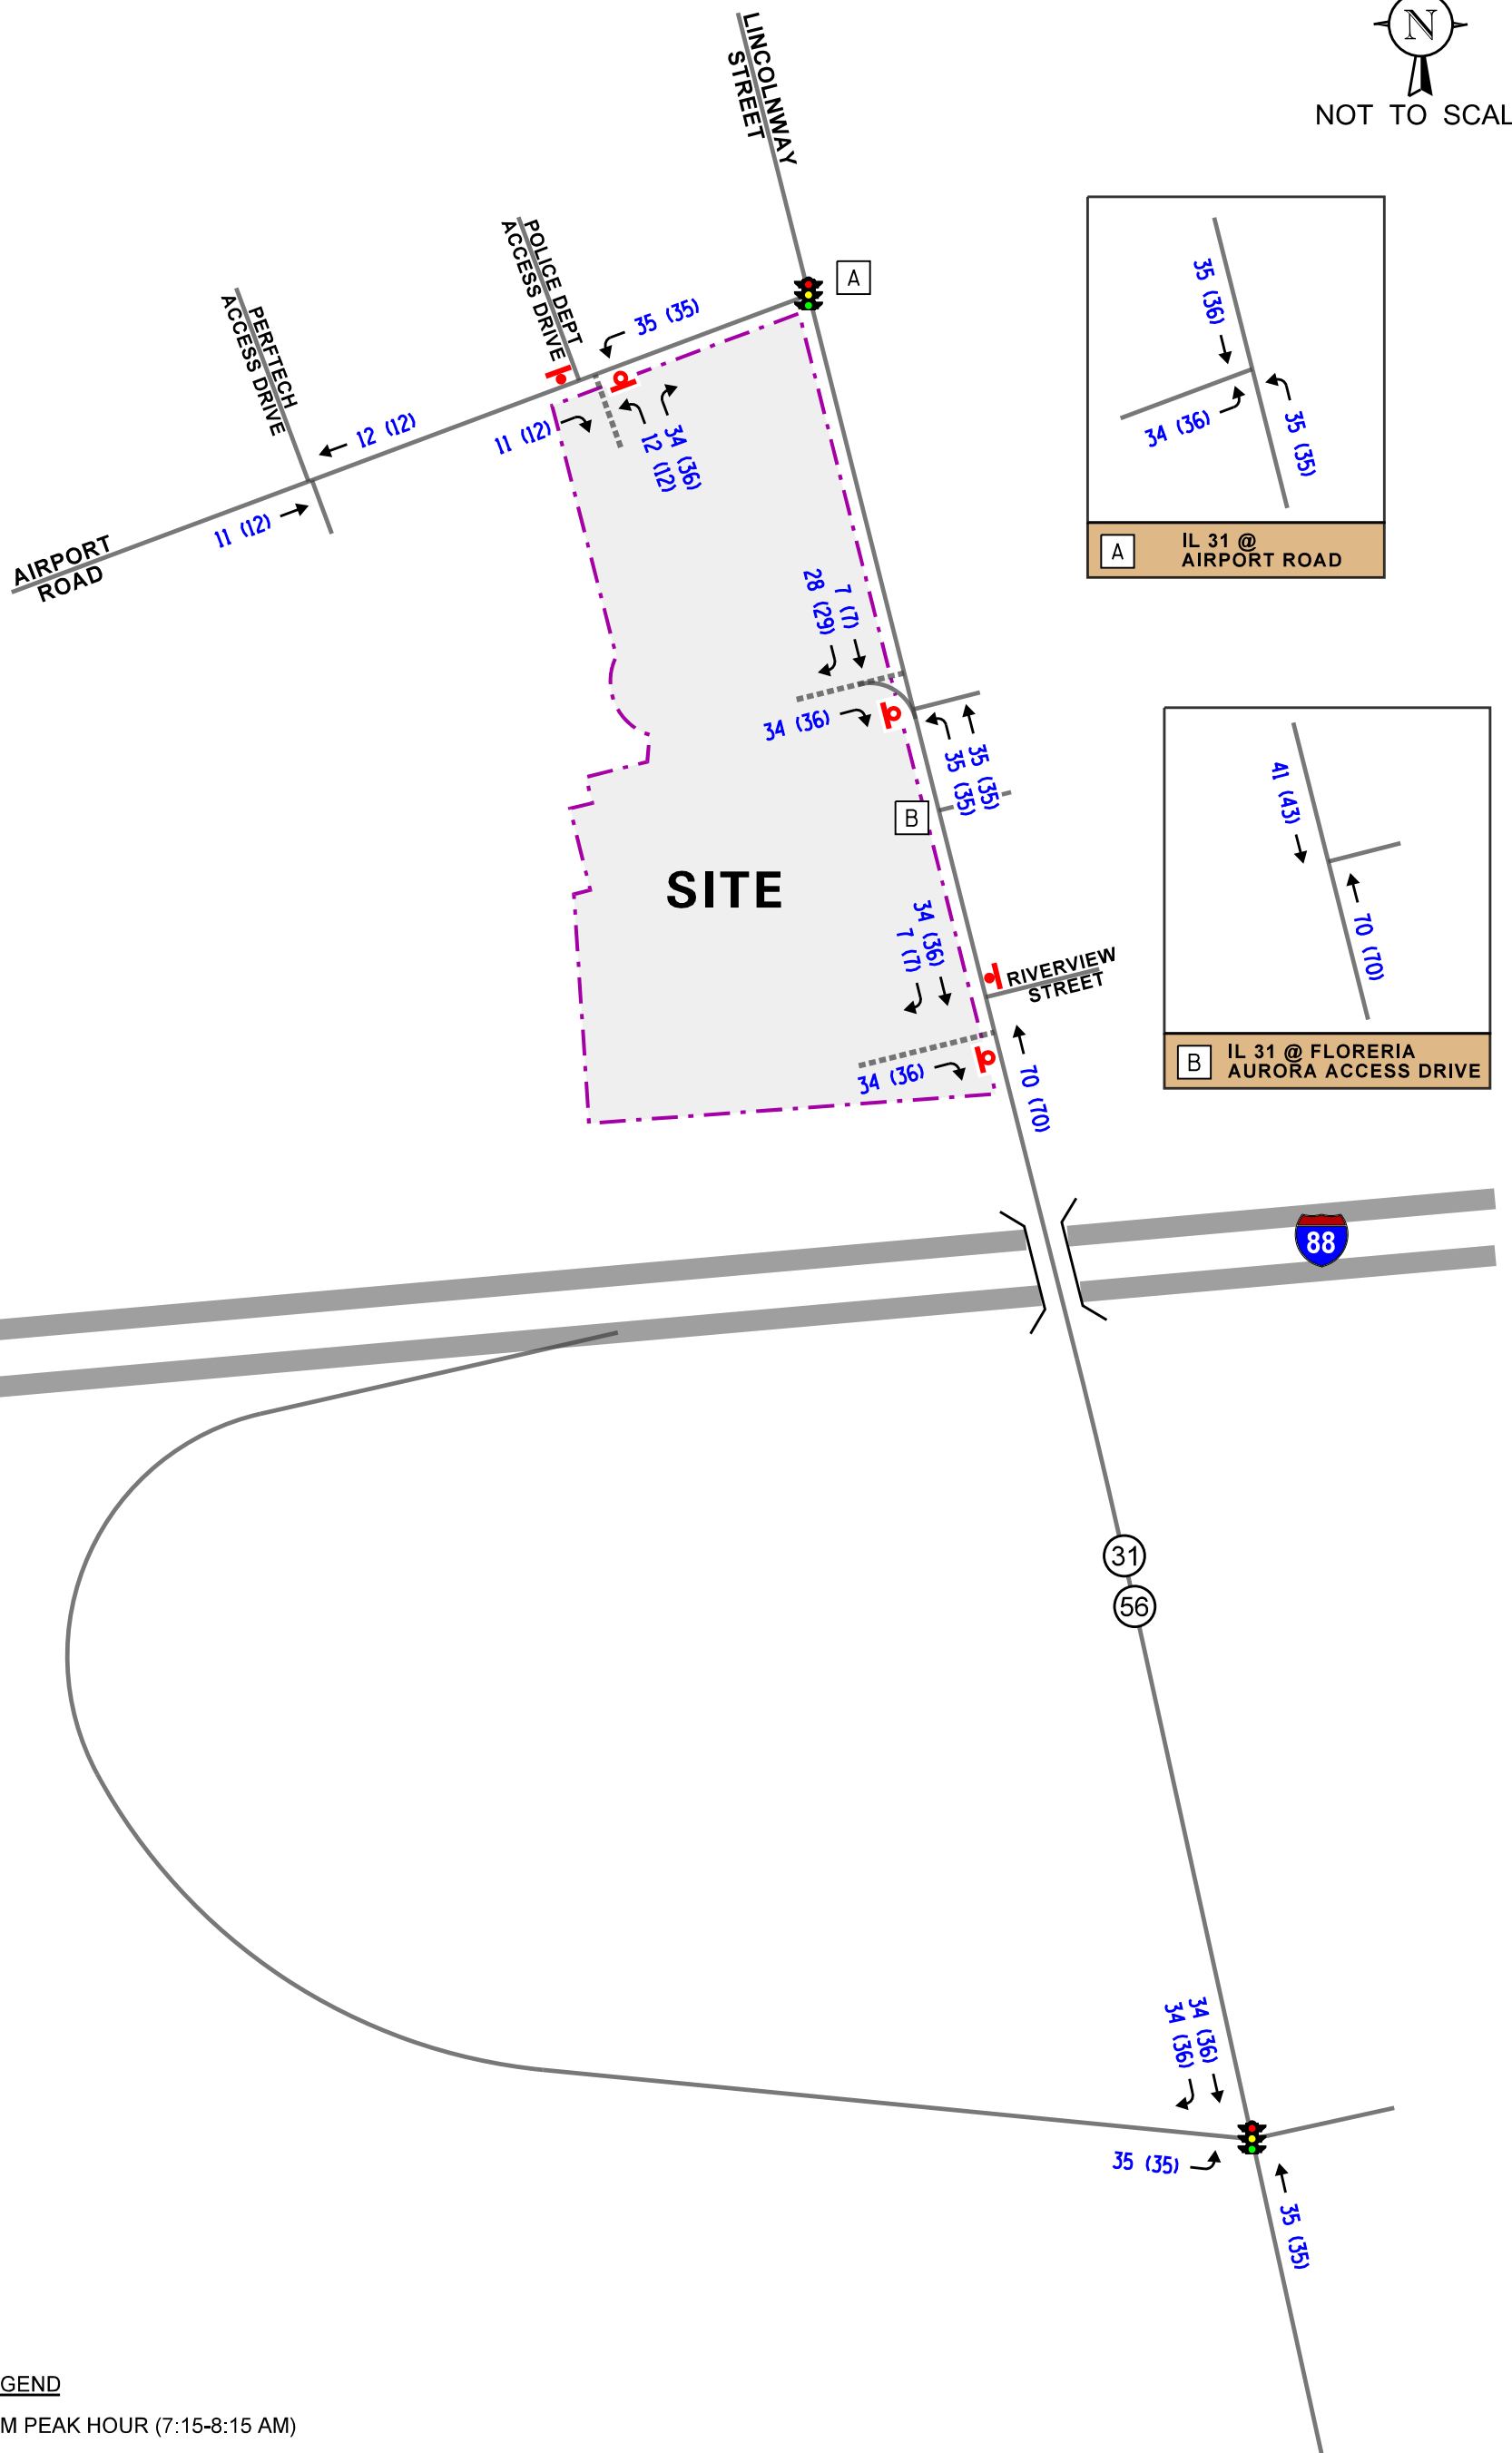 N
NOT TO SCAL
LINCOLNWAY
STREET
A
POLICE DEPT
ACCESS DRIVE
PERFTECH
ACCESS DRIVE
35 (35)
12 (12)
11 (12)
34 (36)
12 (12)
11 (12)
AIRPORT
ROAD
35 (36)
34 (36)
35 (35)
A
IL 31 @
AIRPORT ROAD
7 (7)
28 (29)
34 (36)
35 (35)
35 (35)
B
SITE
34 (36)
7 (7)
RIVERVIEW
STREET
34 (36)
70 (70)
41 (43)
70 (70)
B
IL 31 @ FLORERIA
AURORA ACCESS DRIVE
88
31
56
34 (36)
34 (36)
35 (35)
35 (35)
GEND
M PEAK HOUR (7:15-8:15 AM)